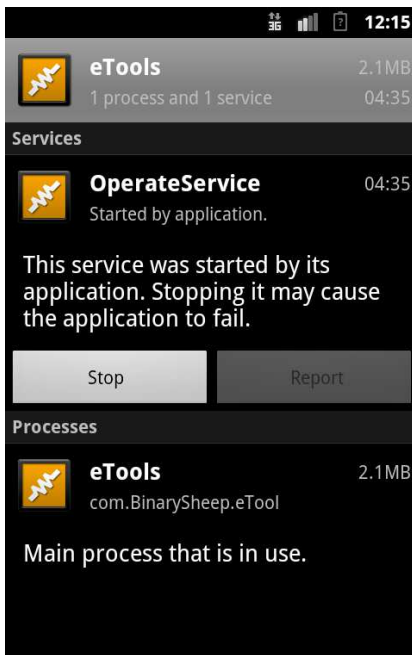 3G 12:15
eTools 2.1MB
1 process and 1 service 04:35
Services
OperateService 04:35
Started by application.
This service was started by its
application. Stopping it may cause
the application to fail.
Stop Report
Processes
eTools 2.1MB
com.BinarySheep.eTool
Main process that is in use.